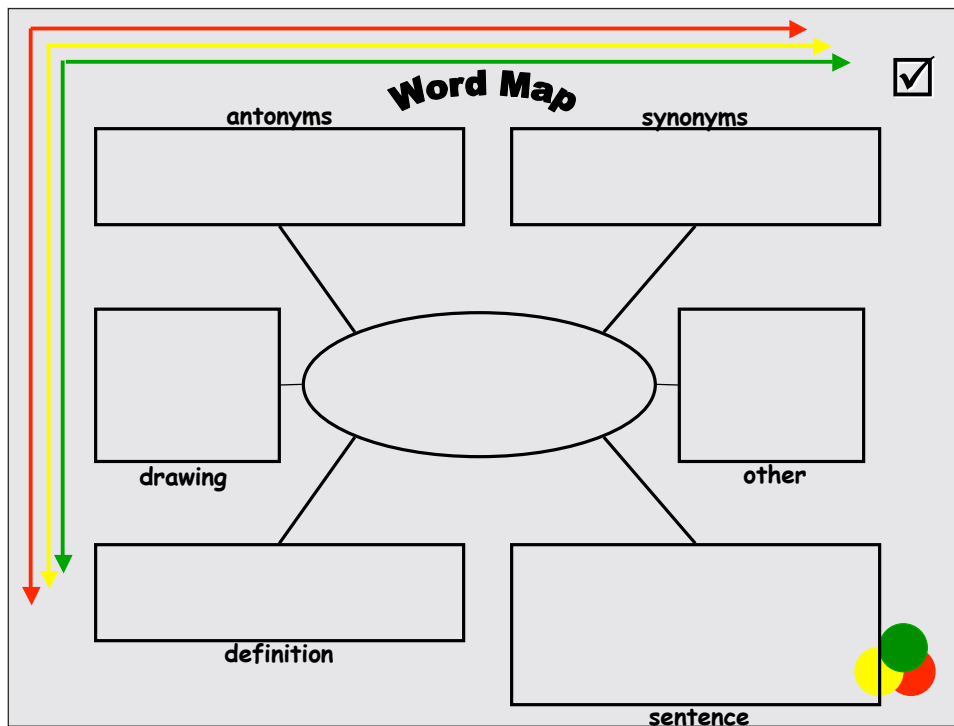 Word Map
antonyms
synonyms
drawing
other
definition
sentence